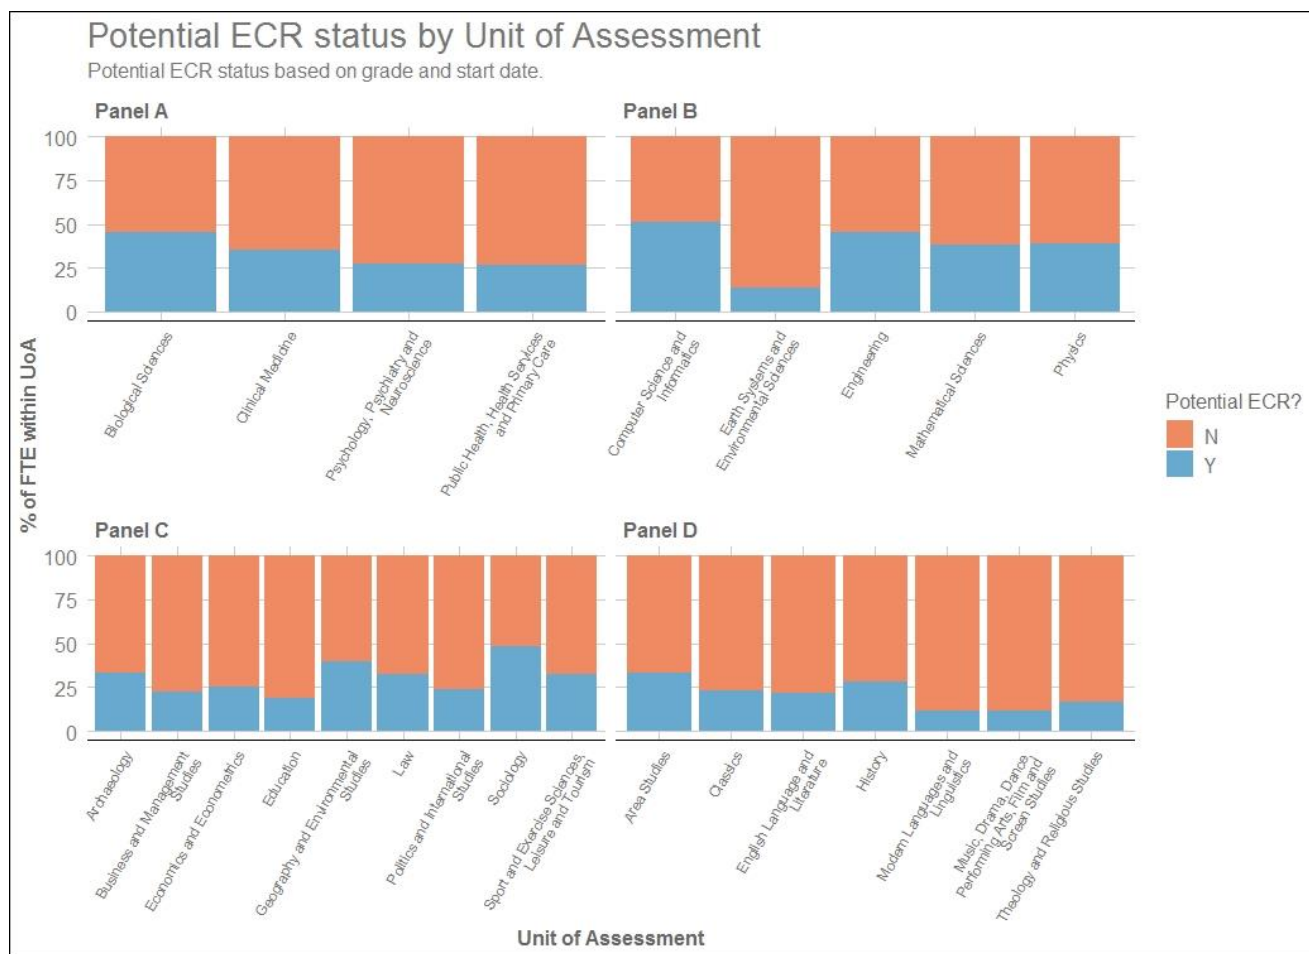 Potential ECR status by Unit of Assessment
Potential ECR status based on grade and start date.
Panel A
Panel B
100
75
50
25
0
Biological Sciences
Clinical Medicine
Psychology, Psychiatry and
Neuroscience
Public Health, Health Services
and Primary Care
Computer Science and
Informatics
Earth Systems and
Environmental Sciences
Engineering
Mathematical Sciences
Physics
% of FTE within UoA
Potential ECR?
N
Y
Panel C
Panel D
100
75
50
25
0
Archaeology
Business and Management
Studies
Economics and Econometrics
Education
Geography and Environmental
Studies
Law
Politics and International
Studies
Sociology
Sport and Exercise Sciences,
Leisure and Tourism
Area Studies
Classics
English Language and
Literature
History
Modern Languages and
Linguistics
Music, Drama, Dance,
Performing Arts, Film and
Screen Studies
Theology and Religious Studies
Unit of Assessment